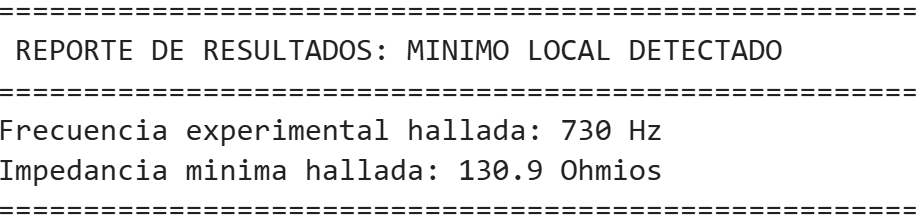 ======================================================
REPORTE DE RESULTADOS: MINIMO LOCAL DETECTADO
======================================================
Frecuencia experimental hallada: 730 Hz
Impedancia minima hallada: 130.9 Ohmios
======================================================